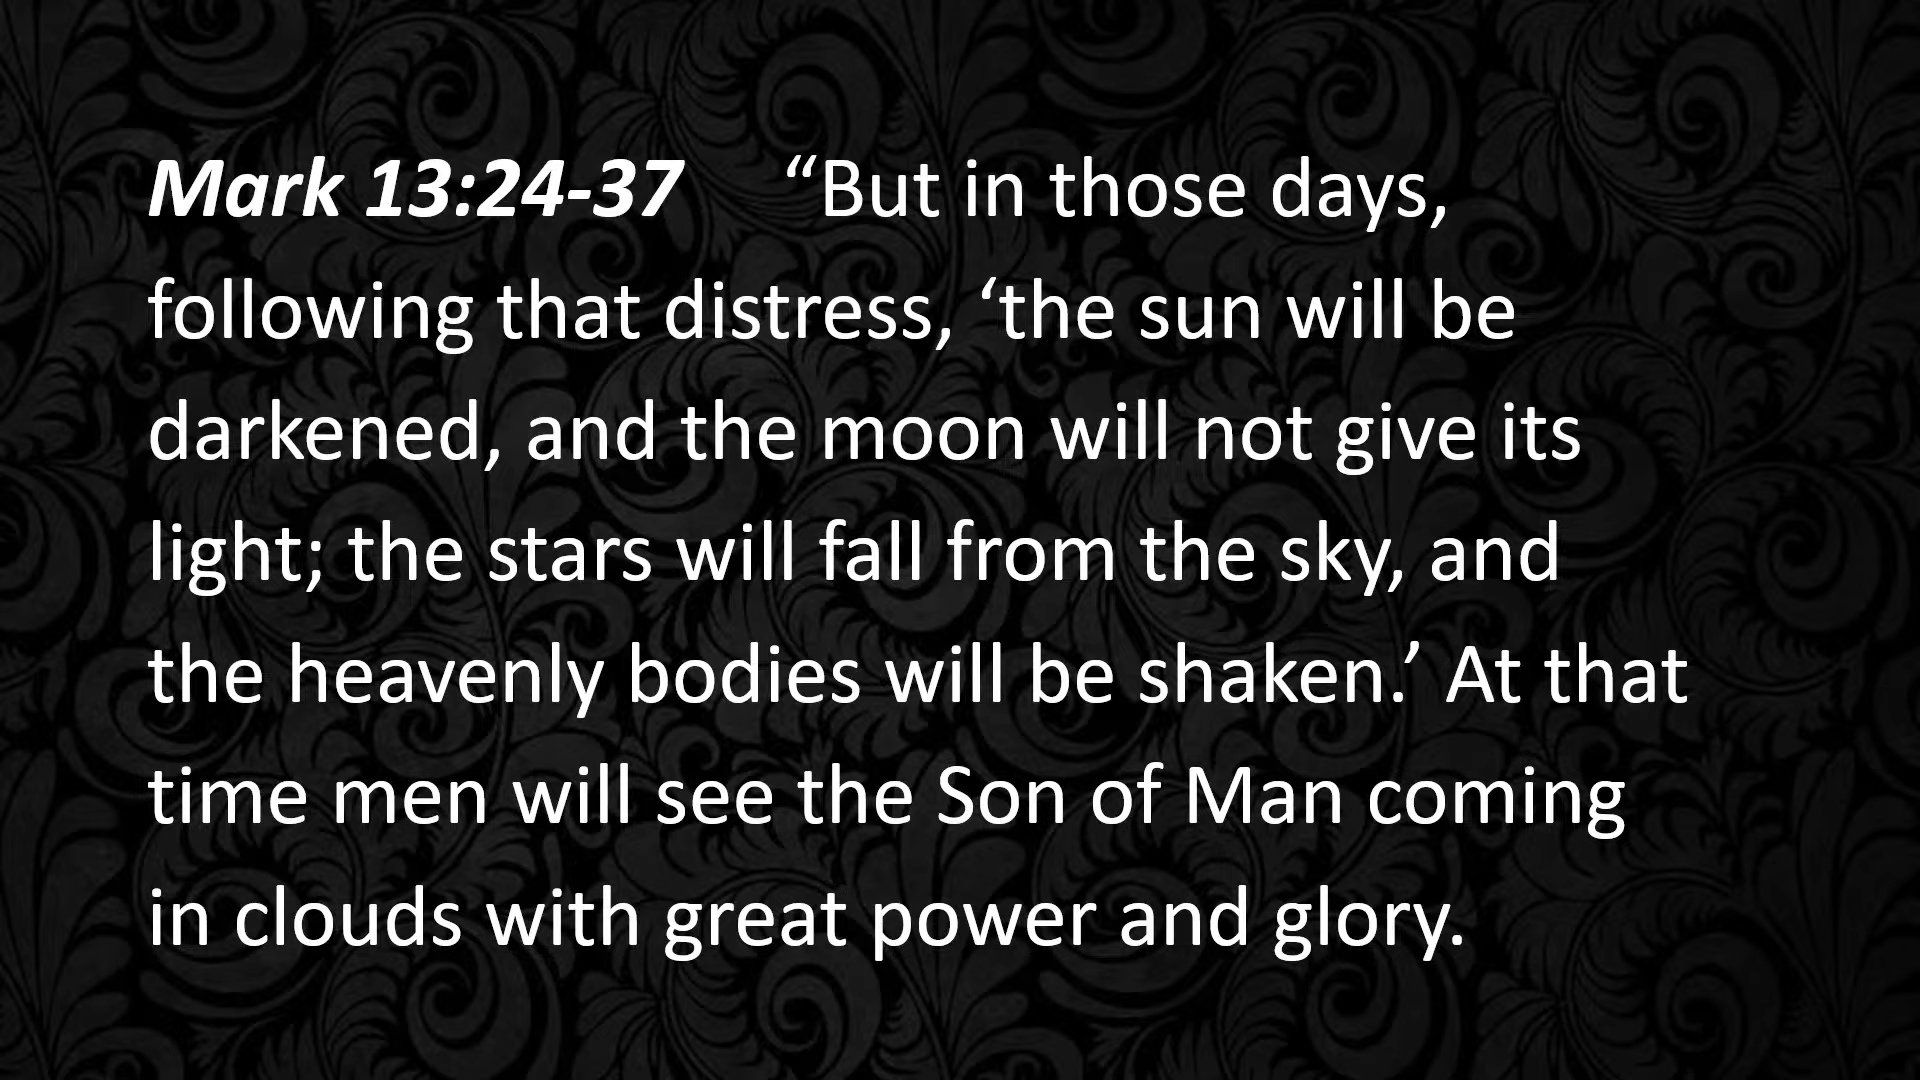 Mark 13:24-37 “But in those days,
following that distress, ‘the sun will be
darkened, and the moon will not give its
light; the stars will fall from the sky, and
the heavenly bodies will be shaken.’ At that
time men will see the Son of Man coming
in clouds with great power and glory.